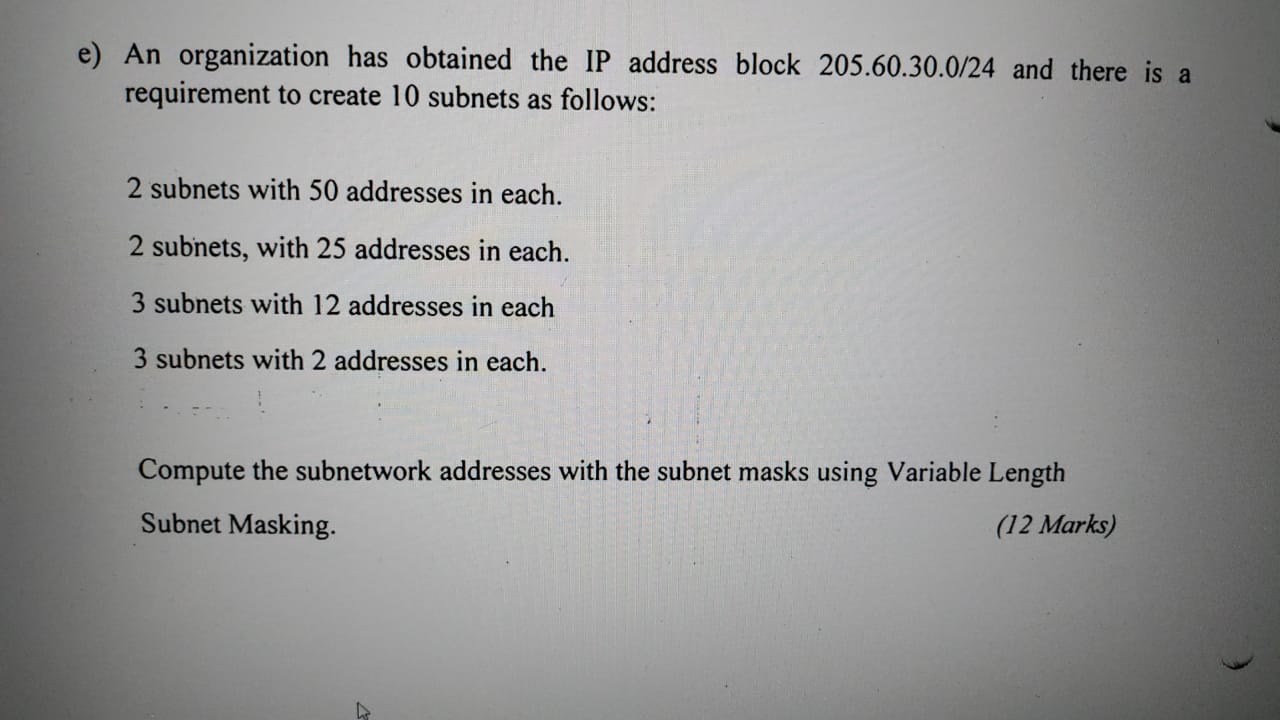 e) An organization has obtained the IP address block 205.60.30.0/24 and there is a
requirement to create 10 subnets as follows:
2 subnets with 50 addresses in each.
2 subnets, with 25 addresses in each.
3 subnets with 12 addresses in each
3 subnets with 2 addresses in each.
Compute the subnetwork addresses with the subnet masks using Variable Length
Subnet Masking. (12 Marks)